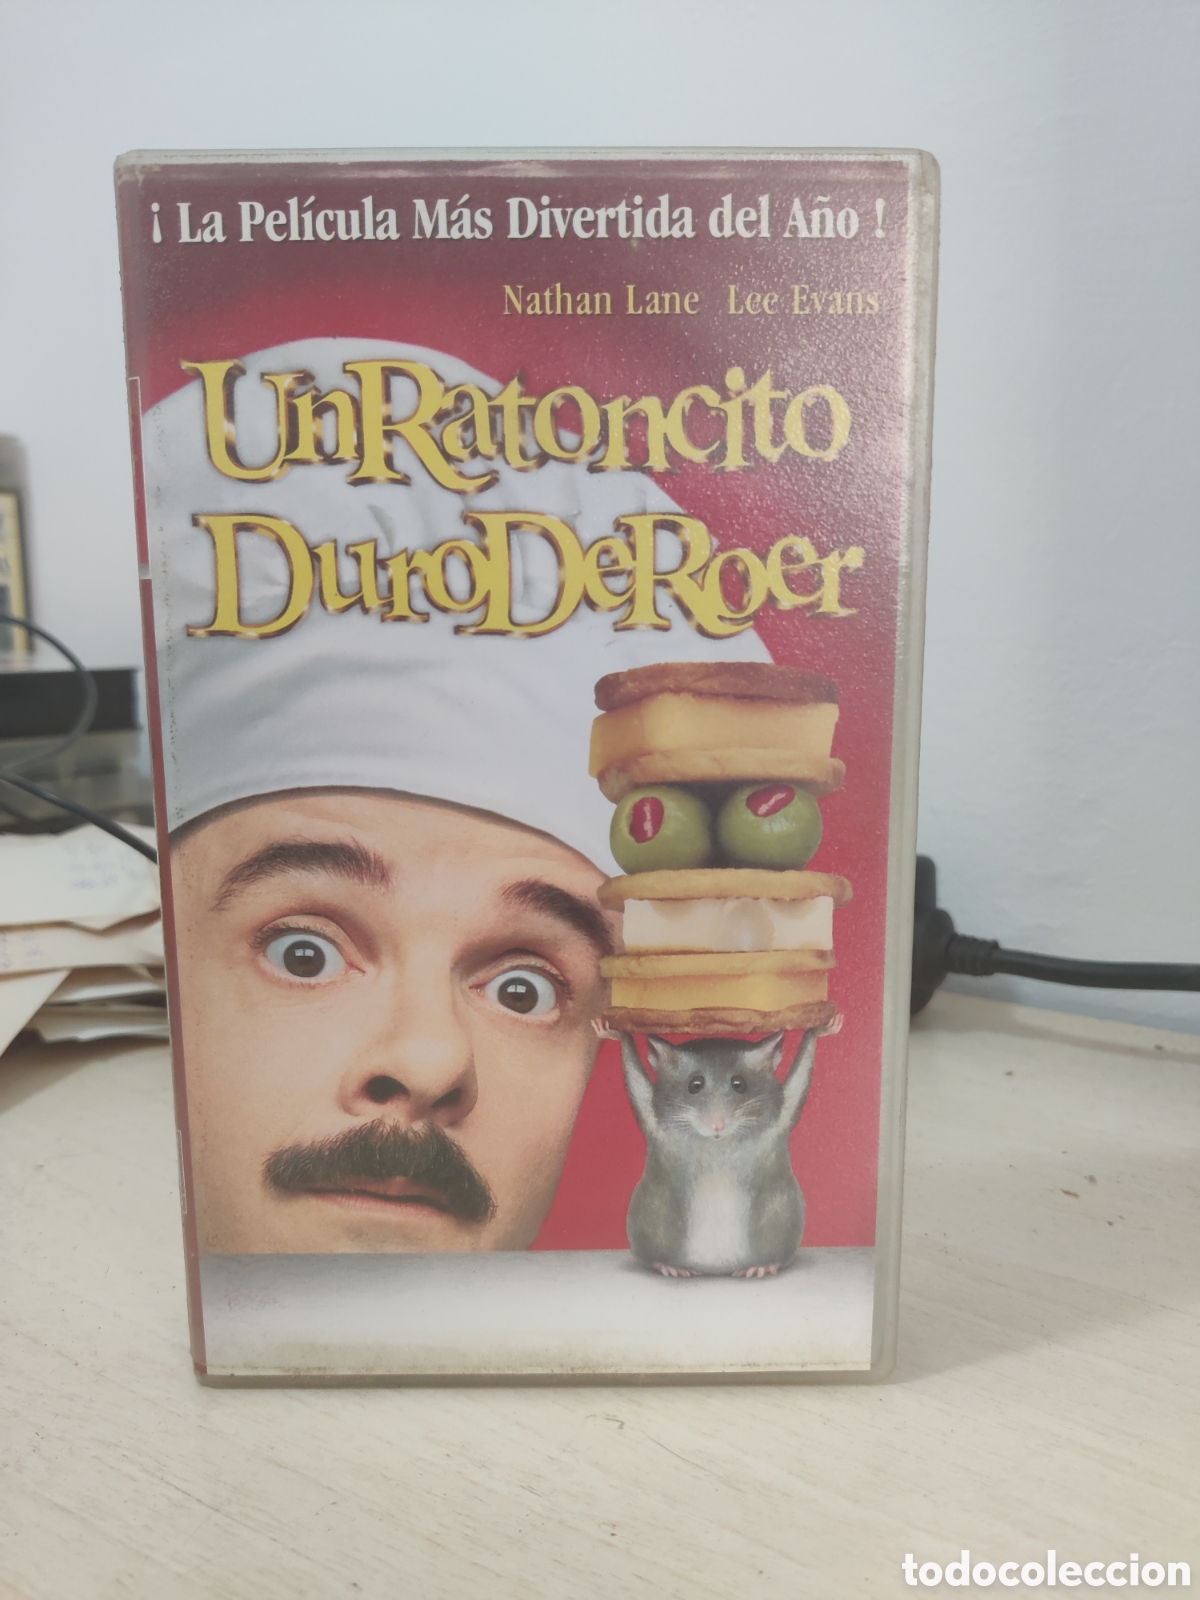 ¡ La Película Más Divertida del Año !
Nathan Lane Lee Evans
UnRatoncito
DuroDeRoer
todocoleccion